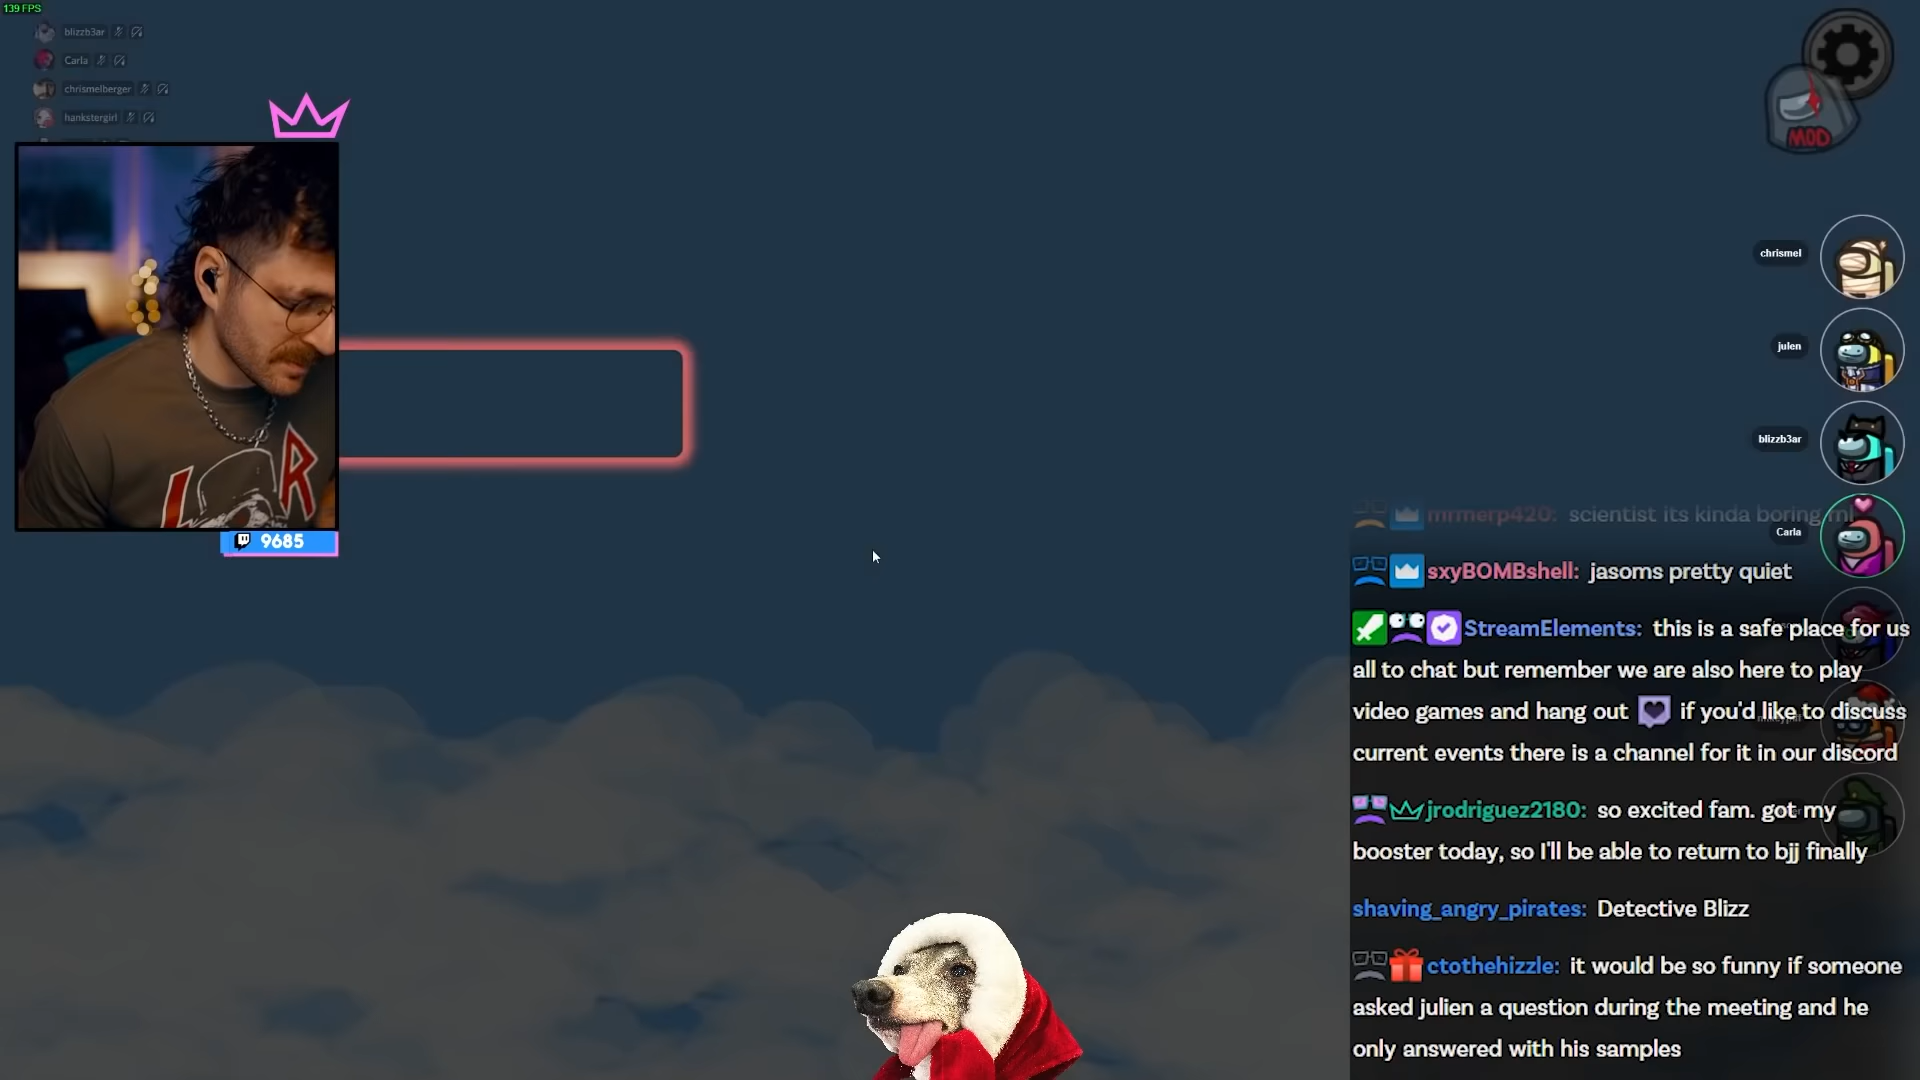 139 FPS
blizzb3ar
Carla
chrismelberger
hankstergirl
MOD
9685
L R
chrismel
julen
blizzb3ar
Carla
mrmerp420: scientist its kinda boring ml
sxyBOMBshell: jasoms pretty quiet
StreamElements: this is a safe place for us
all to chat but remember we are also here to play
video games and hang out if you'd like to discuss
current events there is a channel for it in our discord
jrodriguez2180: so excited fam. got my
booster today, so I'll be able to return to bjj finally
shaving_angry_pirates: Detective Blizz
ctothehizzle: it would be so funny if someone
asked julien a question during the meeting and he
only answered with his samples